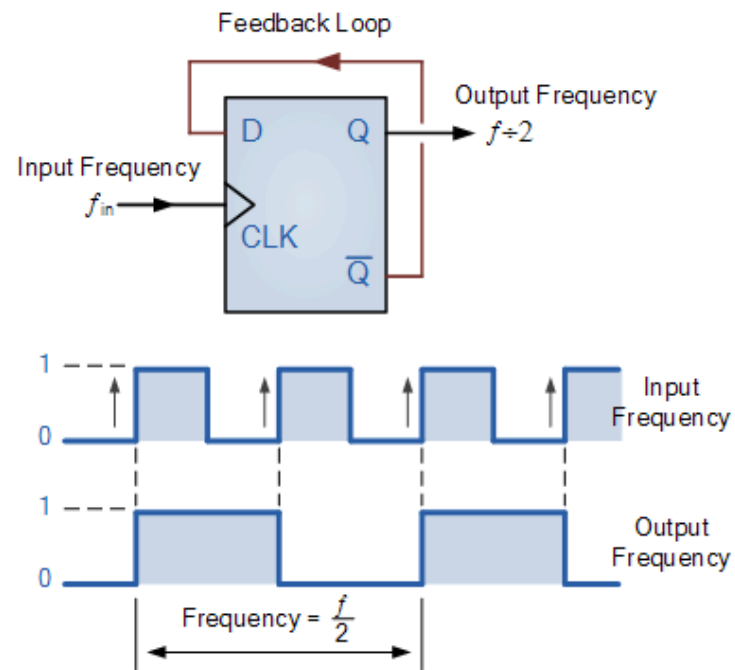 Feedback Loop
Output Frequency
f÷2
D
Q
Input Frequency
fin
CLK
Q̅
1
0
Input
Frequency
1
0
Output
Frequency
Frequency = f/2